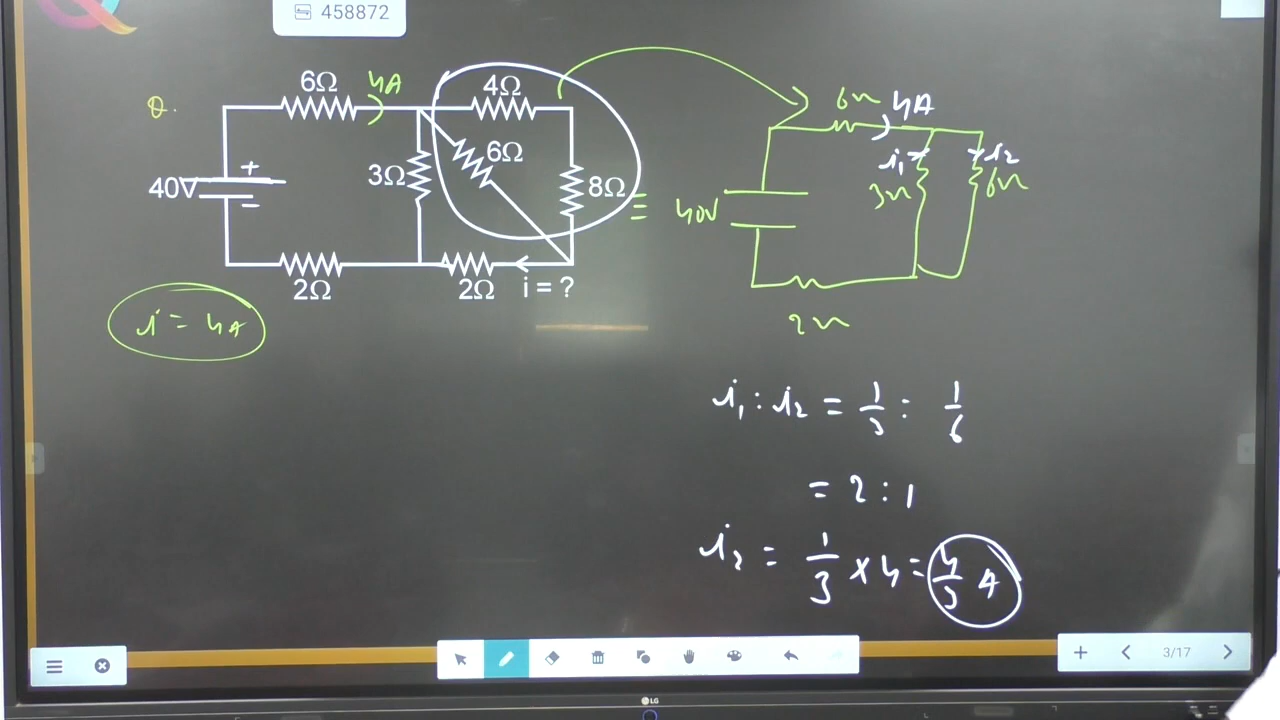 458872
Q.
6Ω 4A 4Ω
6Ω 4A
40V + − 3Ω 6Ω 8Ω
≡ 40V i₁ 3Ω i₂ 6Ω
2Ω 2Ω i = ?
2Ω
i = 4A
i₁ : i₂ = 1/3 : 1/6
= 2 : 1
i₂ = 1/3 × 4 = 4/3 A
3/17
LG